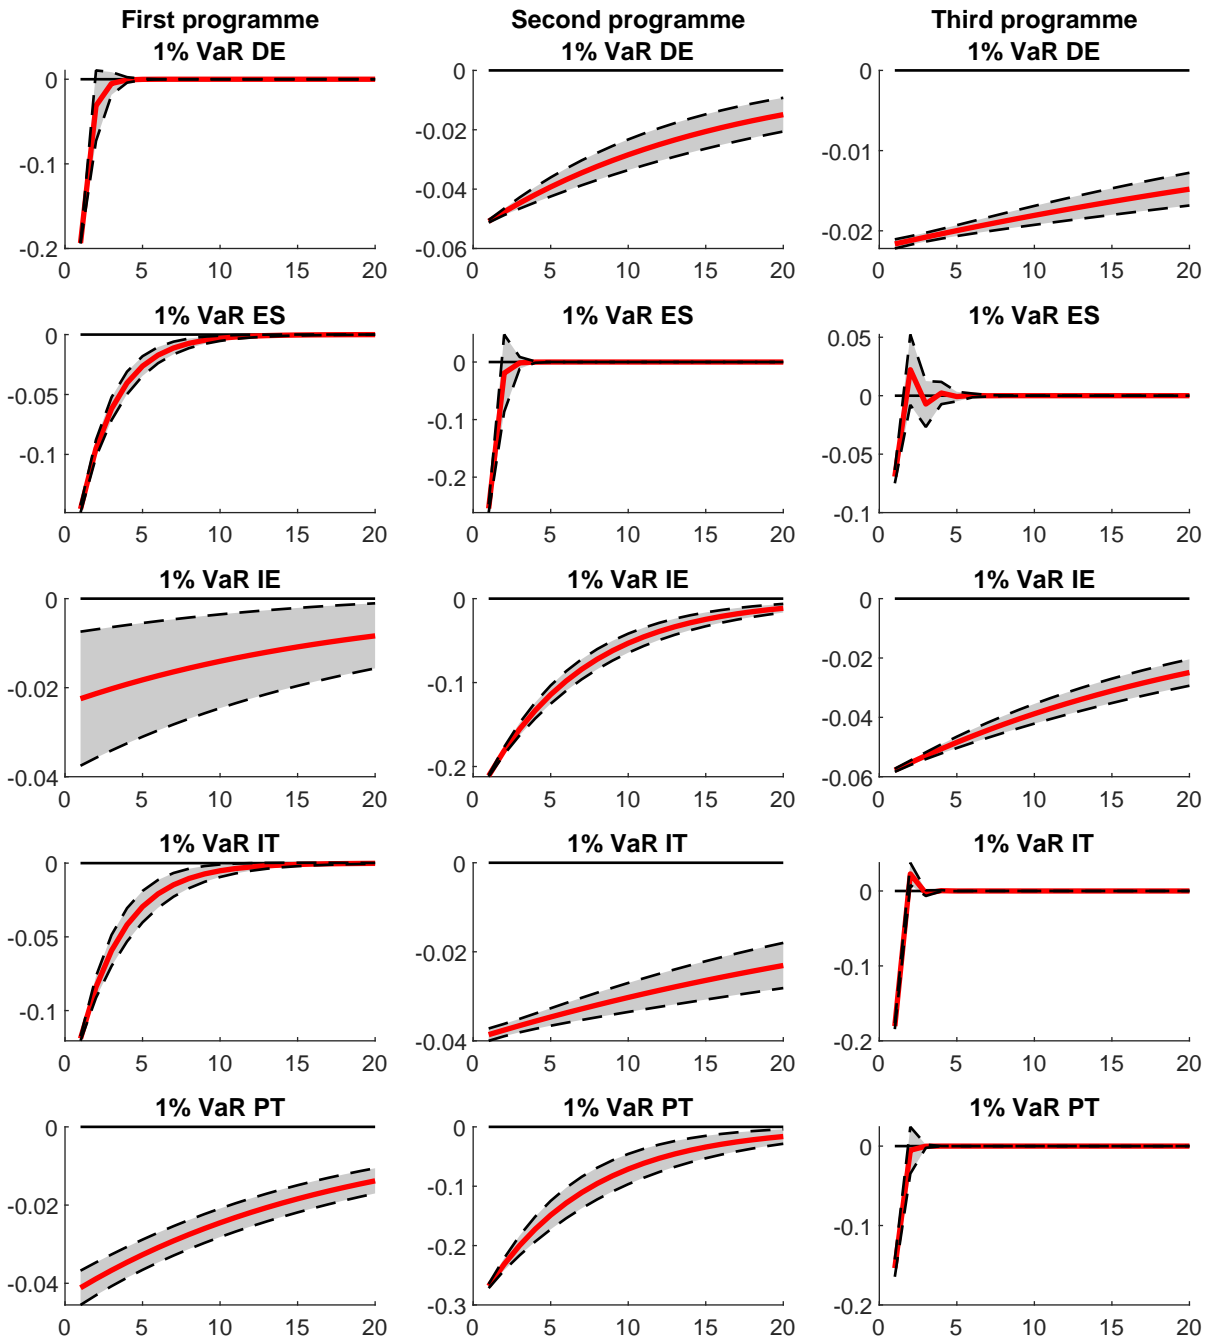 First programme Second programme Third programme
1% VaR DE 1% VaR DE 1% VaR DE
0 0 0
-0.1 -0.02 -0.01
-0.04
-0.2 -0.06 -0.02
0 5 10 15 20 0 5 10 15 20 0 5 10 15 20
1% VaR ES 1% VaR ES 1% VaR ES
0 0 0.05
-0.05 -0.1 0
-0.1 -0.2 0.05
-0.1
0 5 10 15 20 0 5 10 15 20 0 5 10 15 20
1% VaR IE 1% VaR IE 1% VaR IE
0 0 0
-0.02 -0.1 -0.02
-0.04
-0.04 -0.2 -0.06
0 5 10 15 20 0 5 10 15 20 0 5 10 15 20
1% VaR IT 1% VaR IT 1% VaR IT
0 0 0
-0.05 -0.02 -0.1
-0.1 -0.04 -0.2
0 5 10 15 20 0 5 10 15 20 0 5 10 15 20
1% VaR PT 1% VaR PT 1% VaR PT
0 0 0
-0.02 -0.1 -0.1
-0.2
-0.04 -0.3 -0.2
0 5 10 15 20 0 5 10 15 20 0 5 10 15 20